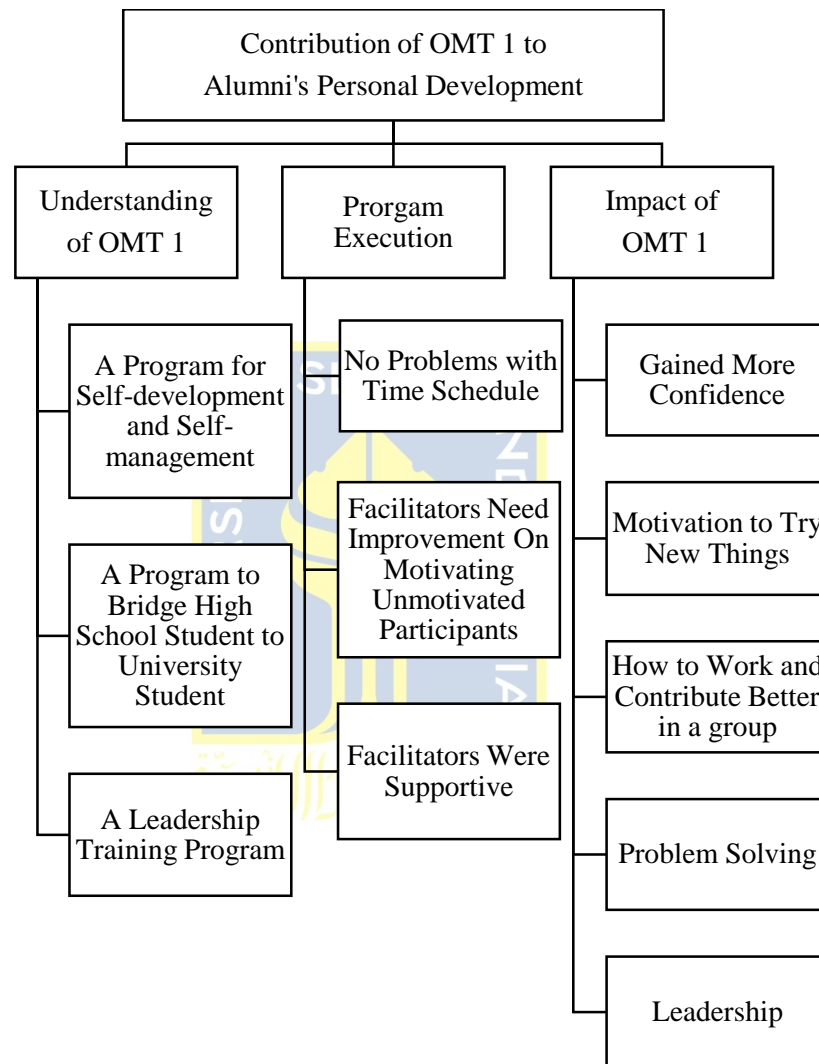 Contribution of OMT 1 to
Alumni's Personal Development
Understanding
of OMT 1
A Program for
Self-development
and Self-
management
A Program to
Bridge High
School Student to
University
Student
A Leadership
Training Program
Prorgam
Execution
No Problems with
Time Schedule
Facilitators Need
Improvement On
Motivating
Unmotivated
Participants
Facilitators Were
Supportive
Impact of
OMT 1
Gained More
Confidence
Motivation to Try
New Things
How to Work and
Contribute Better
in a group
Problem Solving
Leadership